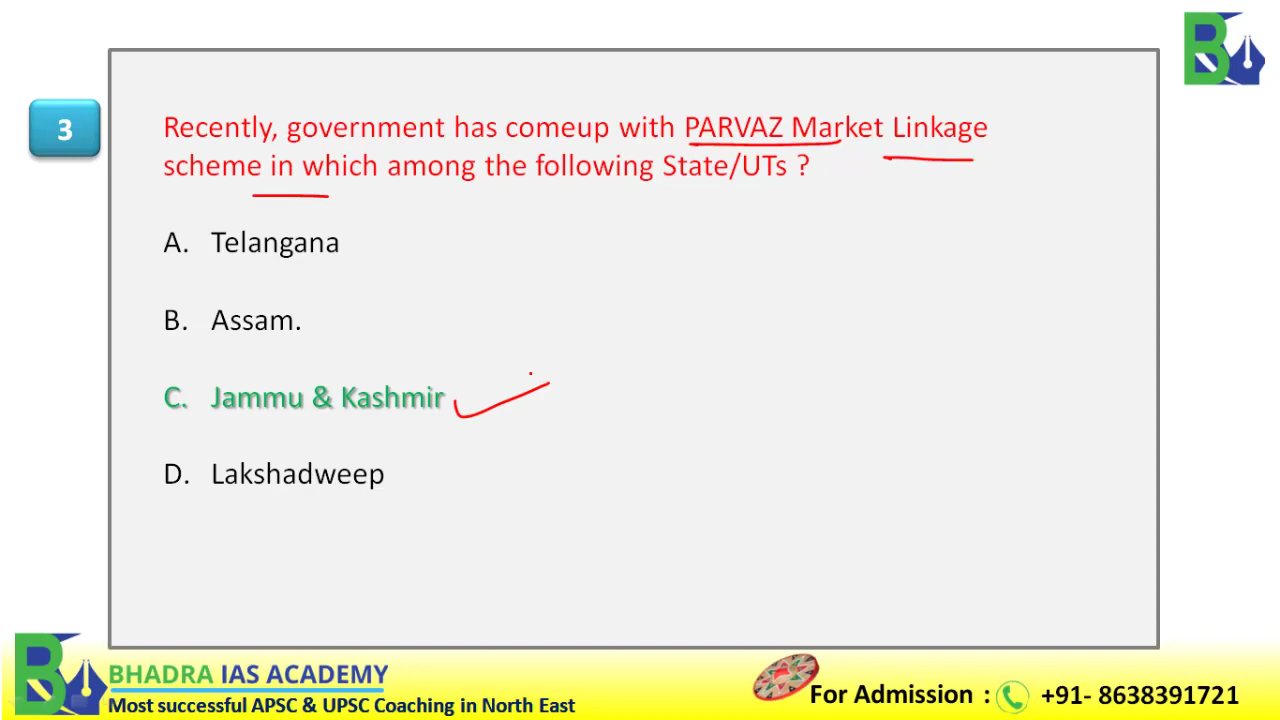 3
Recently, government has comeup with PARVAZ Market Linkage
scheme in which among the following State/UTs ?
A. Telangana
B. Assam.
C. Jammu & Kashmir
D. Lakshadweep
BHADRA IAS ACADEMY
Most successful APSC & UPSC Coaching in North East
For Admission : +91- 8638391721